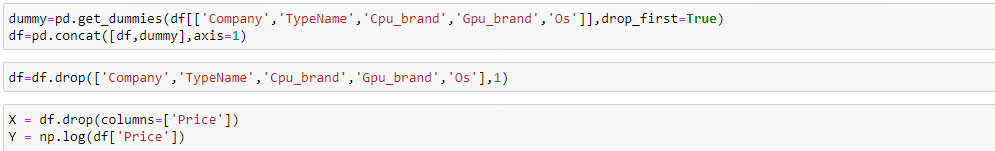 dummy=pd.get_dummies(df[['Company','TypeName','Cpu_brand','Gpu_brand','Os']],drop_first=True)
df=pd.concat([df,dummy],axis=1)
df=df.drop(['Company','TypeName','Cpu_brand','Gpu_brand','Os'],1)
X = df.drop(columns=['Price'])
Y = np.log(df['Price'])